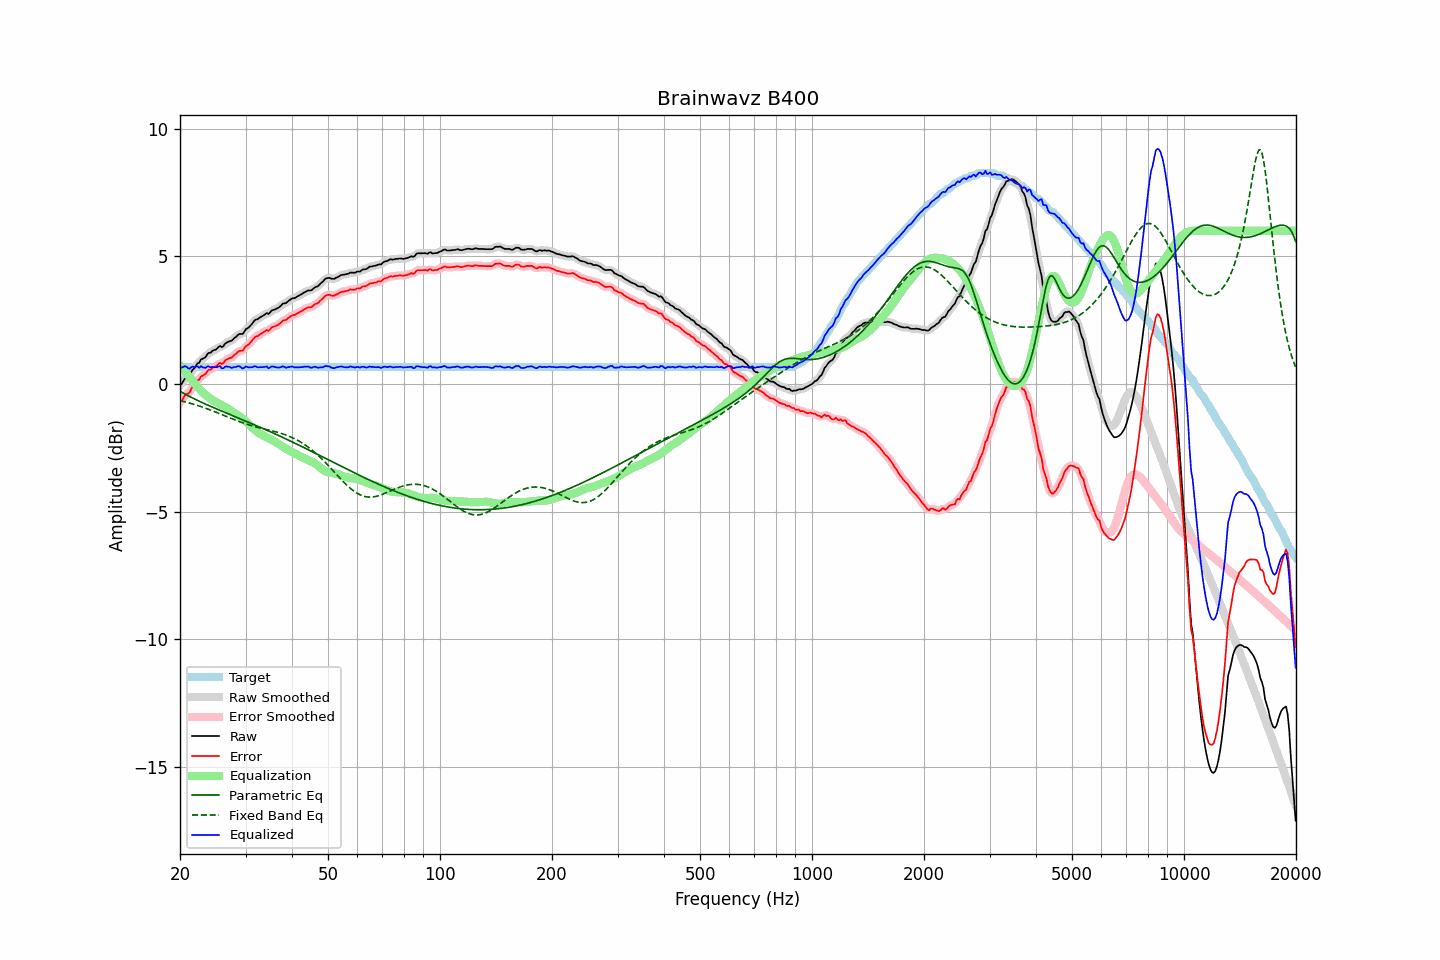 Brainwavz B400
Amplitude (dBr)
10
5
0
−5
−10
−15
Target
Raw Smoothed
Error Smoothed
Raw
Error
Equalization
Parametric Eq
Fixed Band Eq
Equalized
20 50 100 200 500 1000 2000 5000 10000 20000
Frequency (Hz)